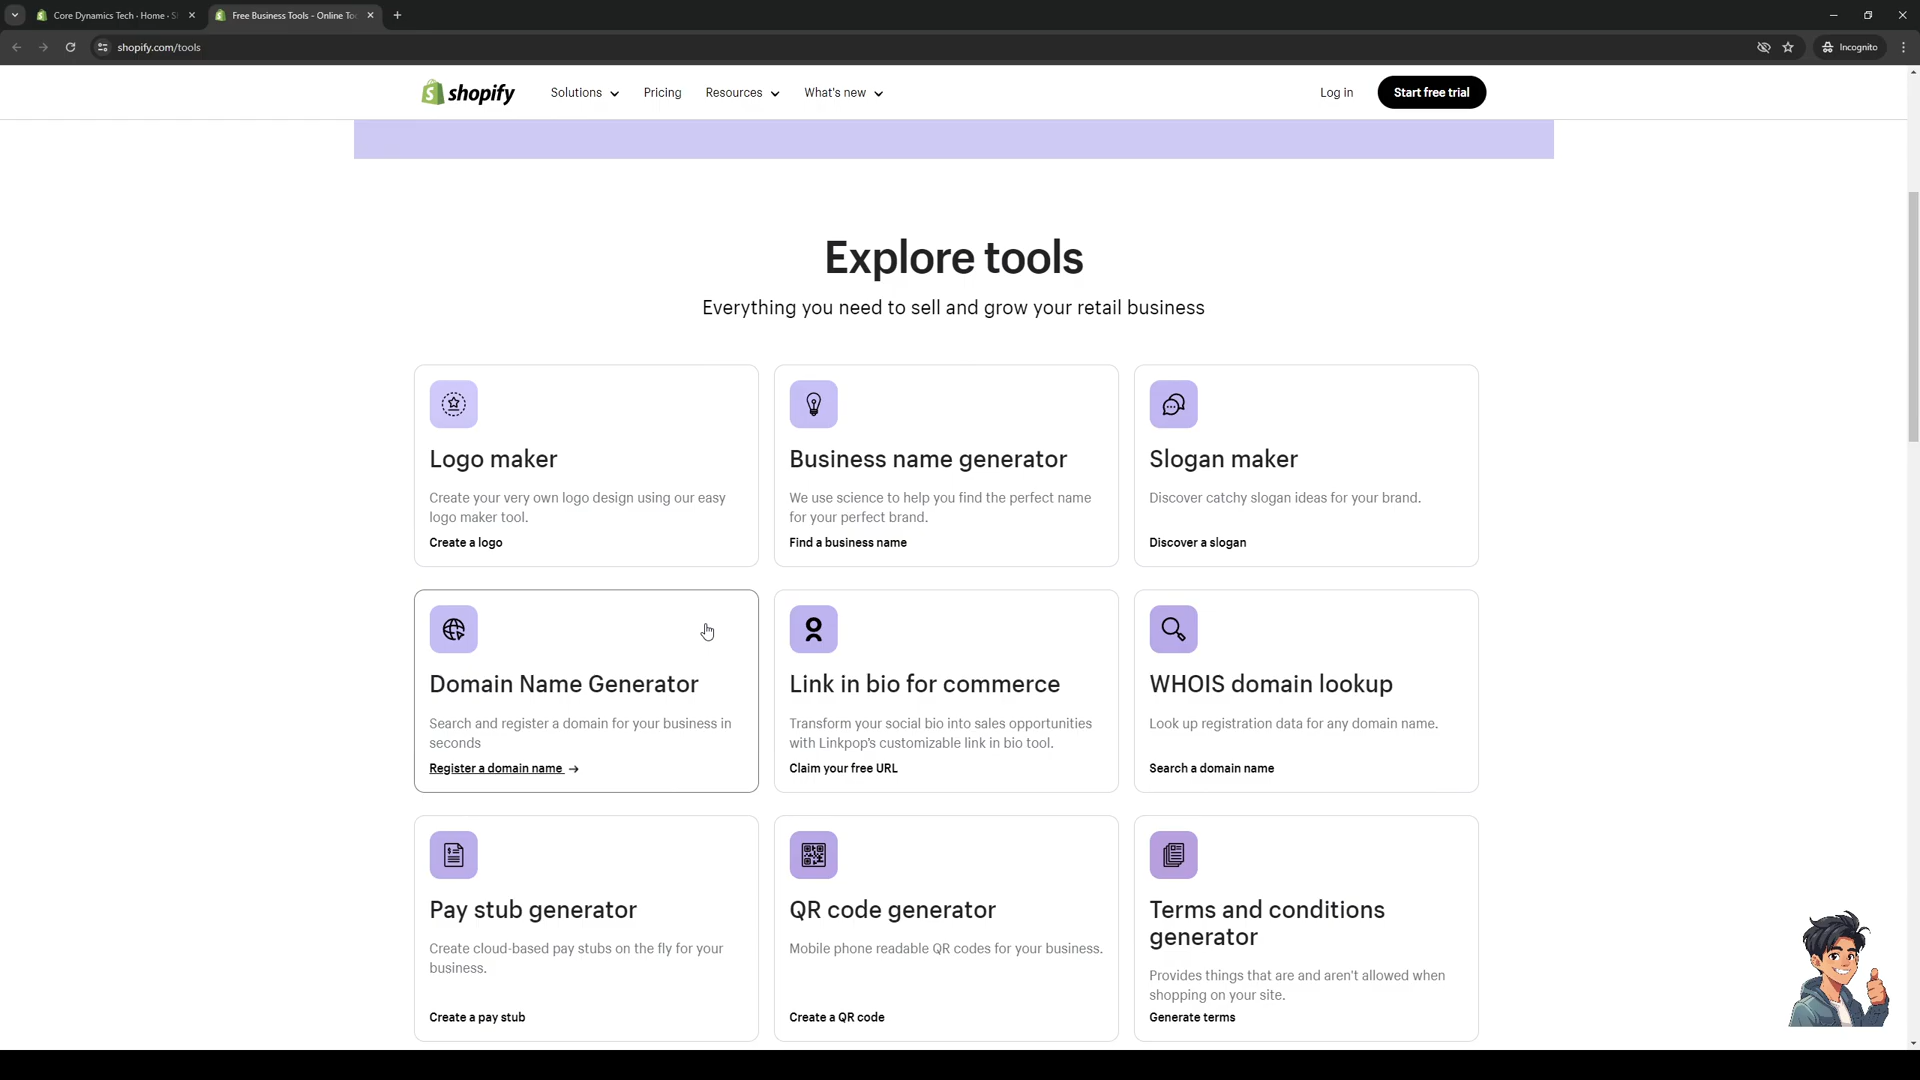 Core Dynamics Tech · Home · S
Free Business Tools - Online Too
shopify.com/tools
Incognito
shopify
Solutions
Pricing
Resources
What's new
Log in
Start free trial
Explore tools
Everything you need to sell and grow your retail business
Logo maker
Create your very own logo design using our easy
logo maker tool.
Create a logo
Business name generator
We use science to help you find the perfect name
for your perfect brand.
Find a business name
Slogan maker
Discover catchy slogan ideas for your brand.
Discover a slogan
Domain Name Generator
Search and register a domain for your business in
seconds
Register a domain name →
Link in bio for commerce
Transform your social bio into sales opportunities
with Linkpop's customizable link in bio tool.
Claim your free URL
WHOIS domain lookup
Look up registration data for any domain name.
Search a domain name
Pay stub generator
Create cloud-based pay stubs on the fly for your
business.
Create a pay stub
QR code generator
Mobile phone readable QR codes for your business.
Create a QR code
Terms and conditions
generator
Provides things that are and aren't allowed when
shopping on your site.
Generate terms